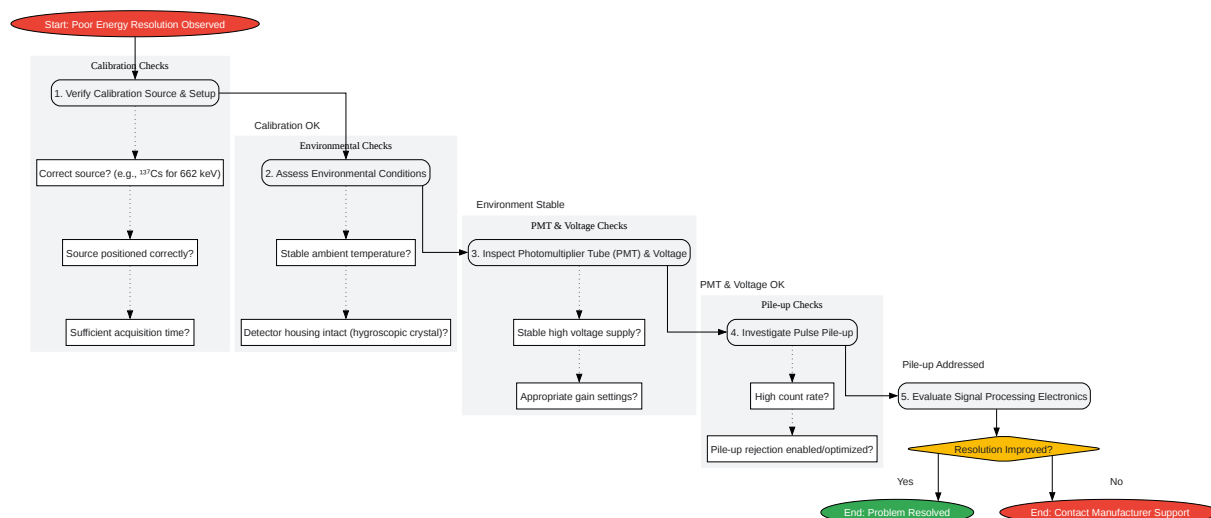 Start: Poor Energy Resolution Observed
Calibration Checks
1. Verify Calibration Source & Setup
Correct source? (e.g., ¹³⁷Cs for 662 keV)
Source positioned correctly?
Sufficient acquisition time?
Calibration OK
Environmental Checks
2. Assess Environmental Conditions
Stable ambient temperature?
Detector housing intact (hygroscopic crystal)?
Environment Stable
PMT & Voltage Checks
3. Inspect Photomultiplier Tube (PMT) & Voltage
Stable high voltage supply?
Appropriate gain settings?
PMT & Voltage OK
Pile-up Checks
4. Investigate Pulse Pile-up
High count rate?
Pile-up rejection enabled/optimized?
Pile-up Addressed
5. Evaluate Signal Processing Electronics
Resolution Improved?
Yes
No
End: Problem Resolved
End: Contact Manufacturer Support